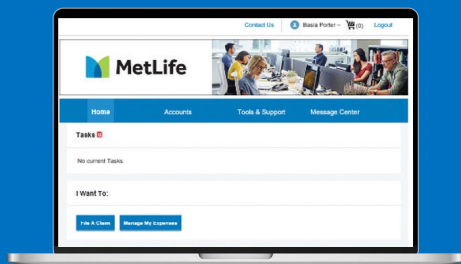 Contact Us Basia Porter (0) Logout
MetLife
Home Accounts Tools & Support Message Center
Tasks
No current Tasks.
I Want To:
File A Claim Manage My Expenses